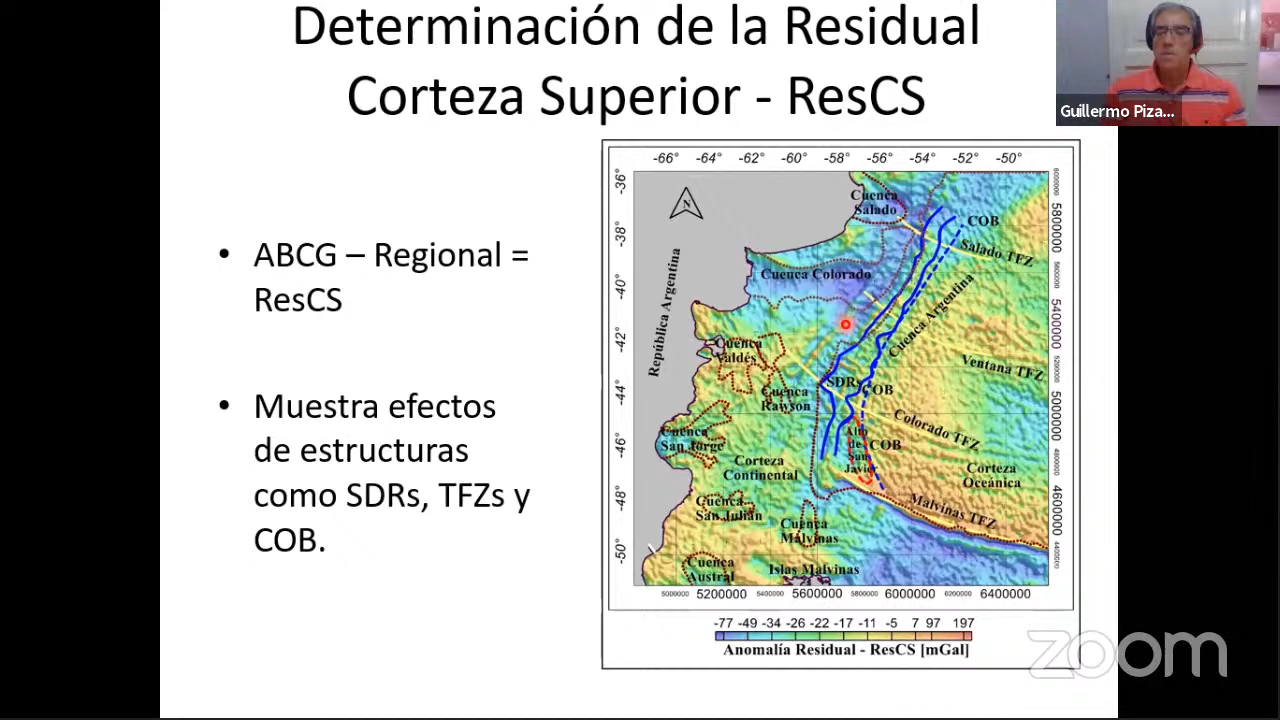 Determinación de la Residual
Corteza Superior - ResCS
Guillermo Piza...
• ABCG – Regional =
ResCS
• Muestra efectos
de estructuras
como SDRs, TFZs y
COB.
-66° -64° -62° -60° -58° -56° -54° -52° -50°
-36°
-38°
-40°
-42°
-44°
-46°
-48°
-50°
N
República Argentina
Cuenca
Salado
COB
Salado TFZ
Cuenca Colorado
Cuenca Argentina
Cuenca
Valdés
Ventana TFZ
SDRs
COB
Cuenca
Rawson
Colorado TFZ
Cuenca
San Jorge
Alto
de
San
Javier
COB
Corteza
Continental
Corteza
Oceánica
Cuenca
San Julián
Malvinas TFZ
Cuenca
Malvinas
Cuenca
Austral
Islas Malvinas
6000000
5800000
5600000
5400000
5200000
5000000
4800000
4600000
4400000
5000000 5200000 5400000 5600000 5800000 6000000 6200000 6400000
-77 -49 -34 -26 -22 -17 -11 -5 7 97 197
Anomalía Residual - ResCS [mGal]
zoom